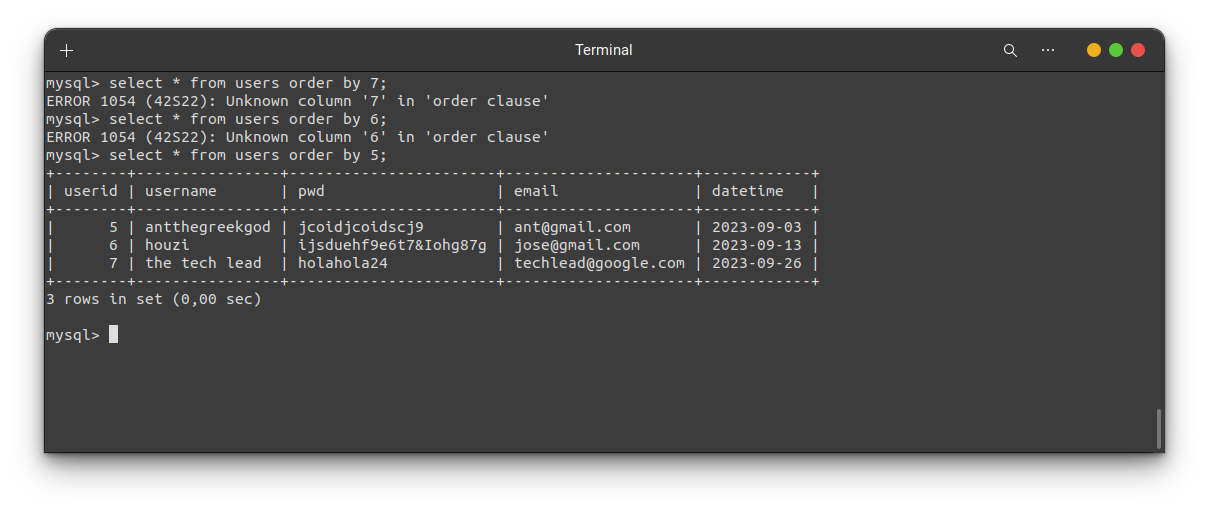 Terminal
mysql> select * from users order by 7;
ERROR 1054 (42S22): Unknown column '7' in 'order clause'
mysql> select * from users order by 6;
ERROR 1054 (42S22): Unknown column '6' in 'order clause'
mysql> select * from users order by 5;
+--------+----------------+-----------------------+---------------------+------------+
| userid | username       | pwd                   | email               | datetime   |
+--------+----------------+-----------------------+---------------------+------------+
|      5 | antthegreekgod | jcoidjcoidscj9        | ant@gmail.com       | 2023-09-03 |
|      6 | houzi          | ijsduehf9e6t7&Iohg87g | jose@gmail.com      | 2023-09-13 |
|      7 | the tech lead  | holahola24            | techlead@google.com | 2023-09-26 |
+--------+----------------+-----------------------+---------------------+------------+
3 rows in set (0,00 sec)
mysql>